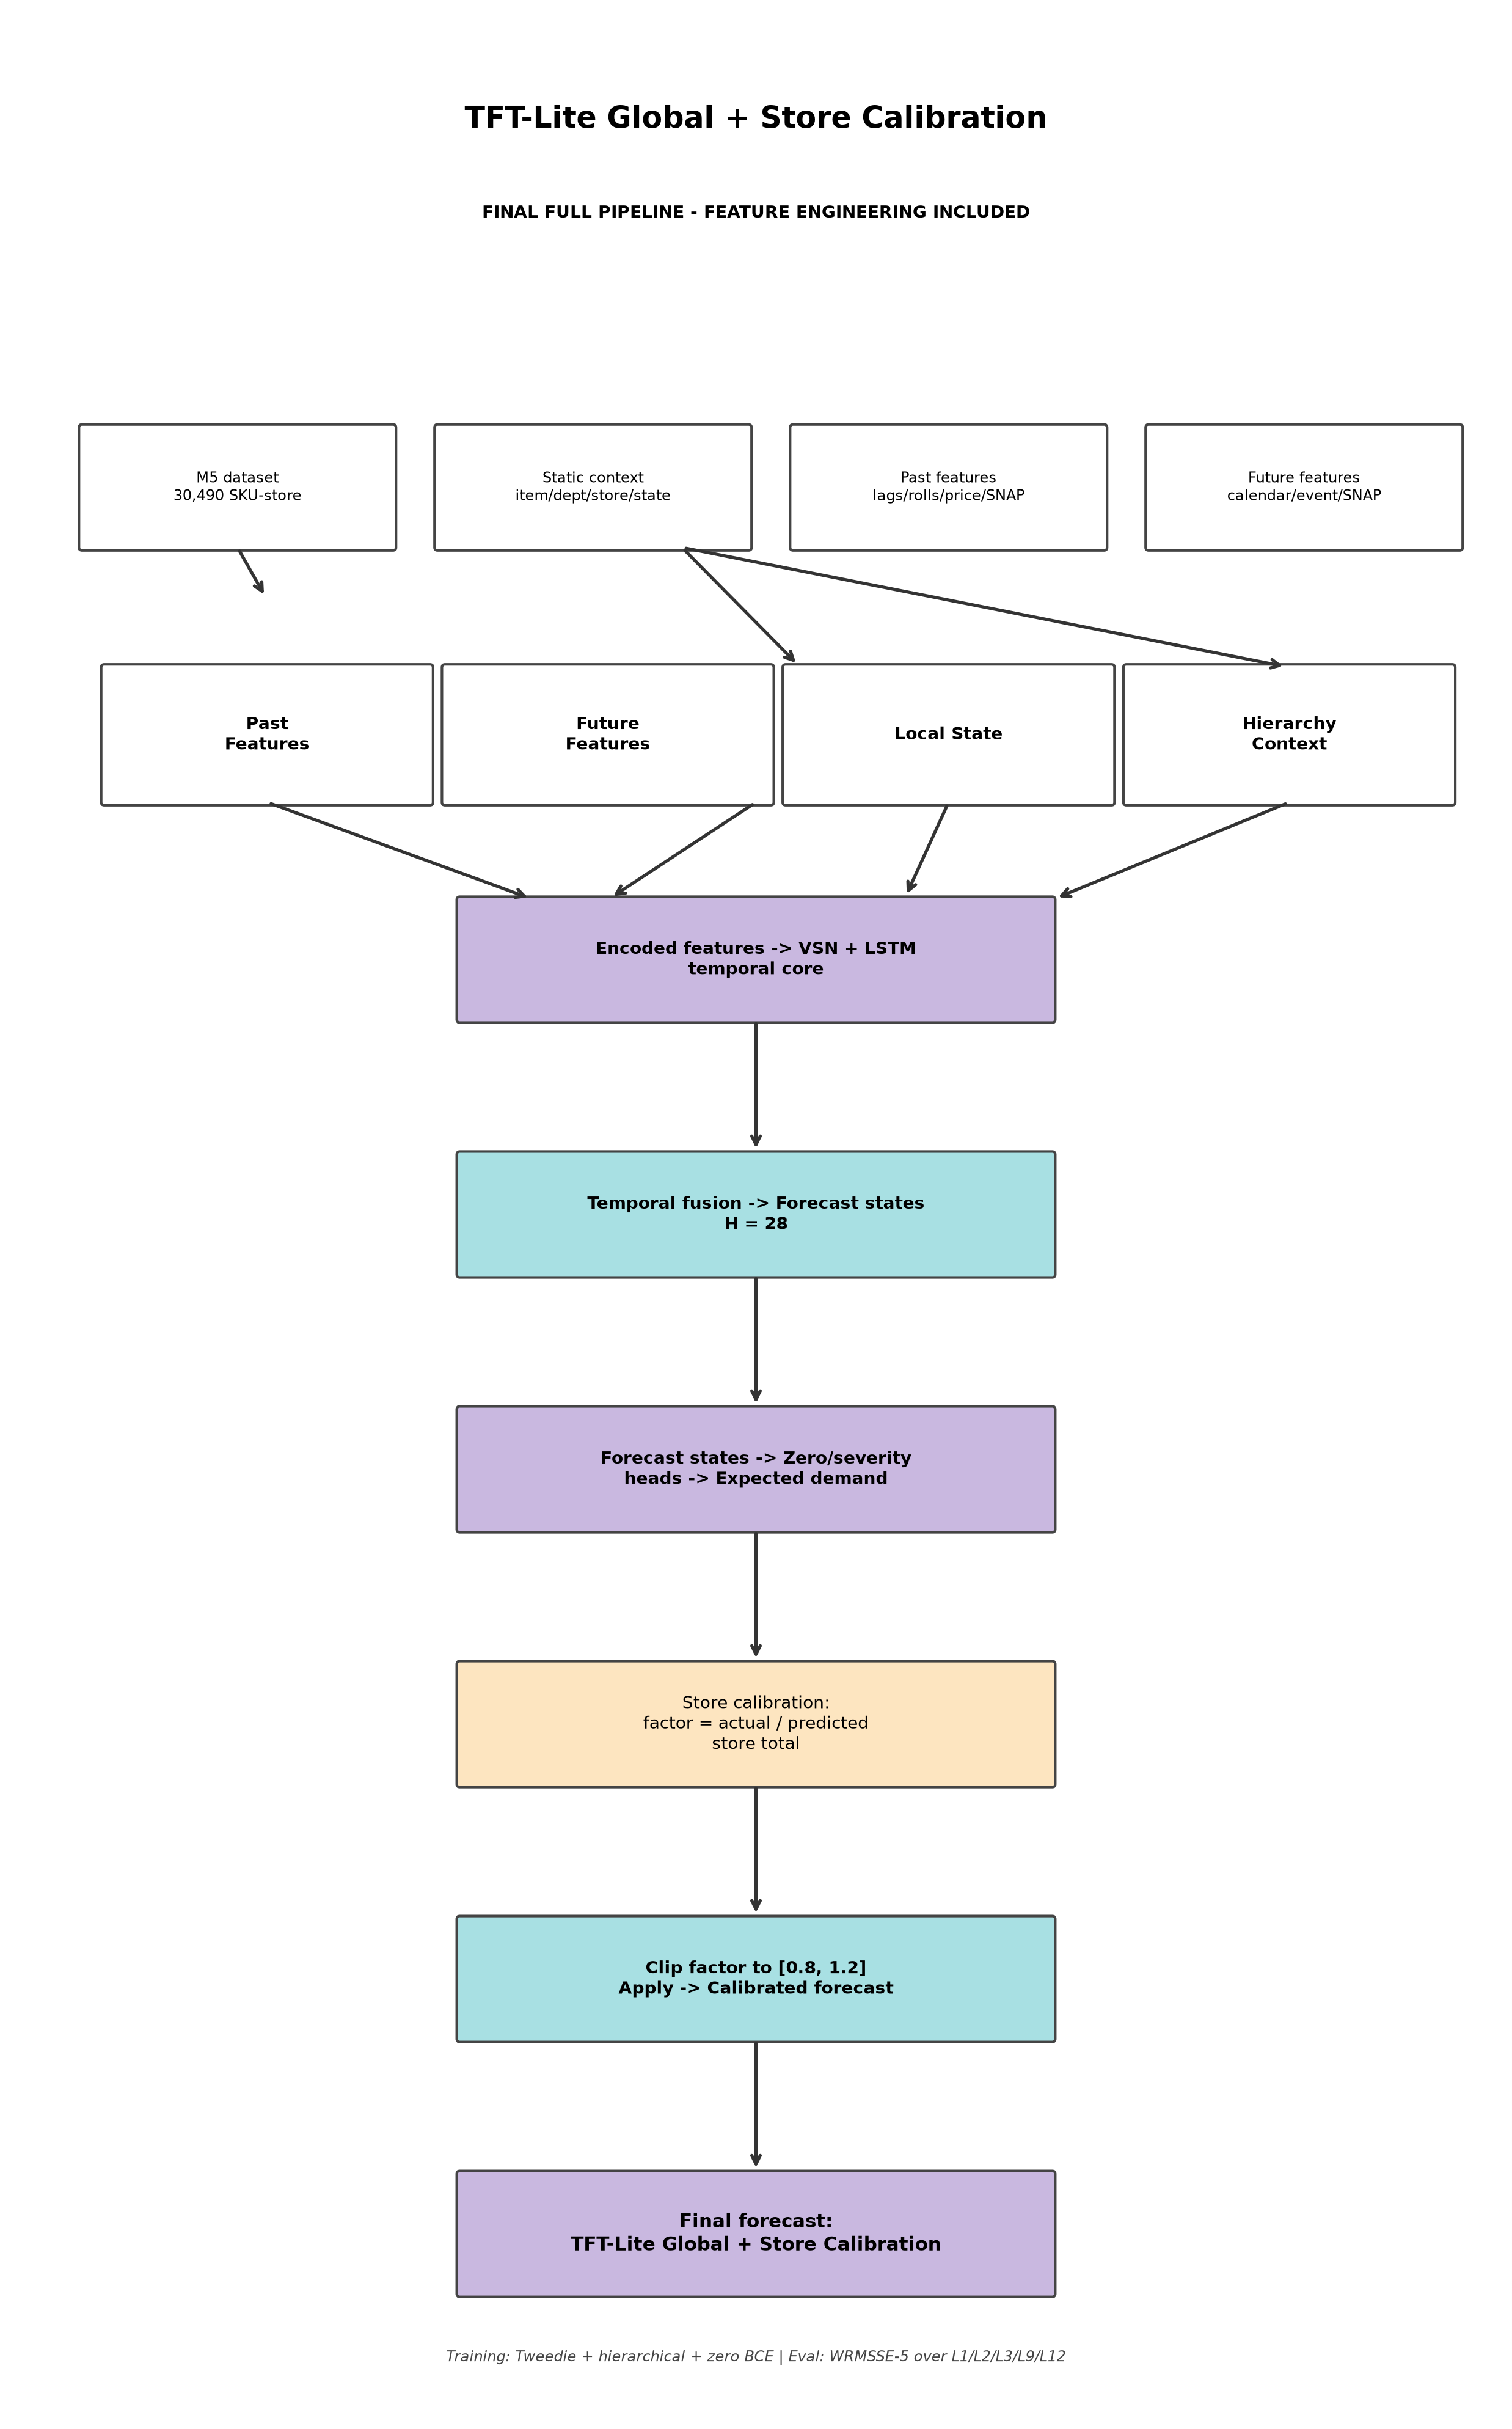 TFT-Lite Global + Store Calibration
FINAL FULL PIPELINE - FEATURE ENGINEERING INCLUDED
M5 dataset
30,490 SKU-store
Static context
item/dept/store/state
Past features
lags/rolls/price/SNAP
Future features
calendar/event/SNAP
Past
Features
Future
Features
Local State
Hierarchy
Context
Encoded features -> VSN + LSTM
temporal core
Temporal fusion -> Forecast states
H = 28
Forecast states -> Zero/severity
heads -> Expected demand
Store calibration:
factor = actual / predicted
store total
Clip factor to [0.8, 1.2]
Apply -> Calibrated forecast
Final forecast:
TFT-Lite Global + Store Calibration
Training: Tweedie + hierarchical + zero BCE | Eval: WRMSSE-5 over L1/L2/L3/L9/L12